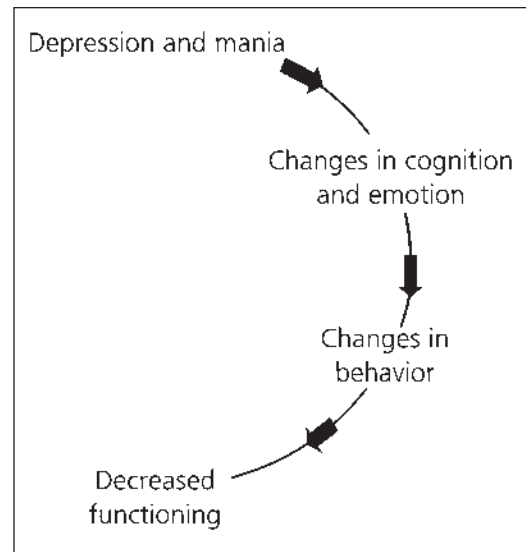 Depression and mania
Changes in cognition
and emotion
Changes in
behavior
Decreased
functioning